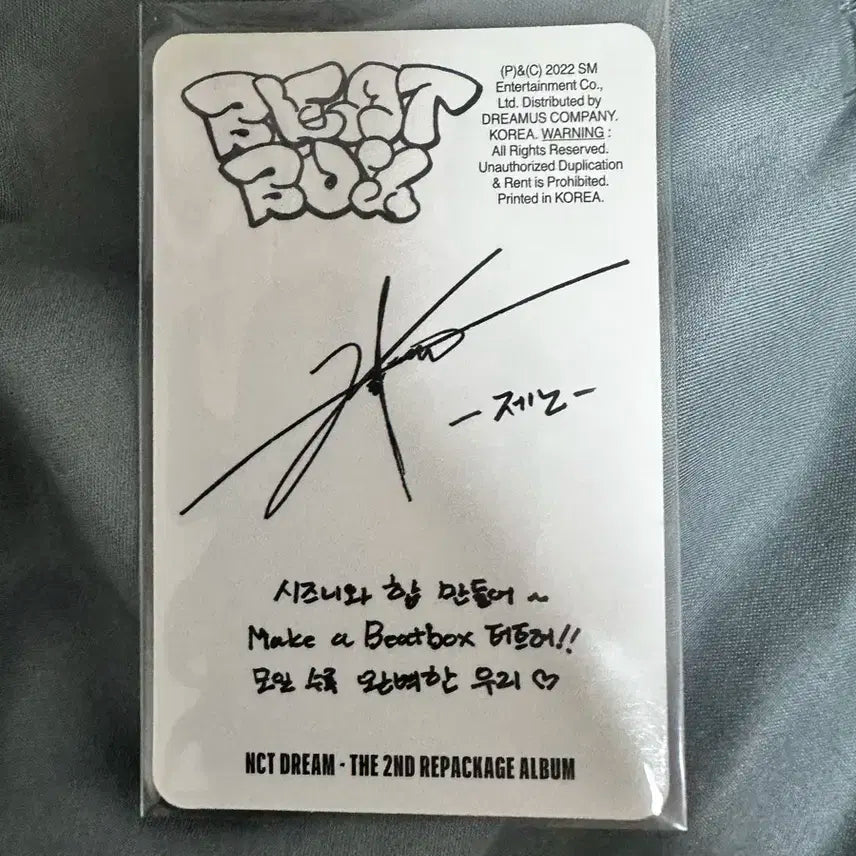 BEAT
BOX
(P)&(C) 2022 SM
Entertainment Co.,
Ltd. Distributed by
DREAMUS COMPANY.
KOREA. WARNING :
All Rights Reserved.
Unauthorized Duplication
& Rent is Prohibited.
Printed in KOREA.
- 제노 -
시즈니와 합 만들어 ~
Make a Beatbox 터트려!!
모일 수록 완벽한 우리 ♡
NCT DREAM - THE 2ND REPACKAGE ALBUM